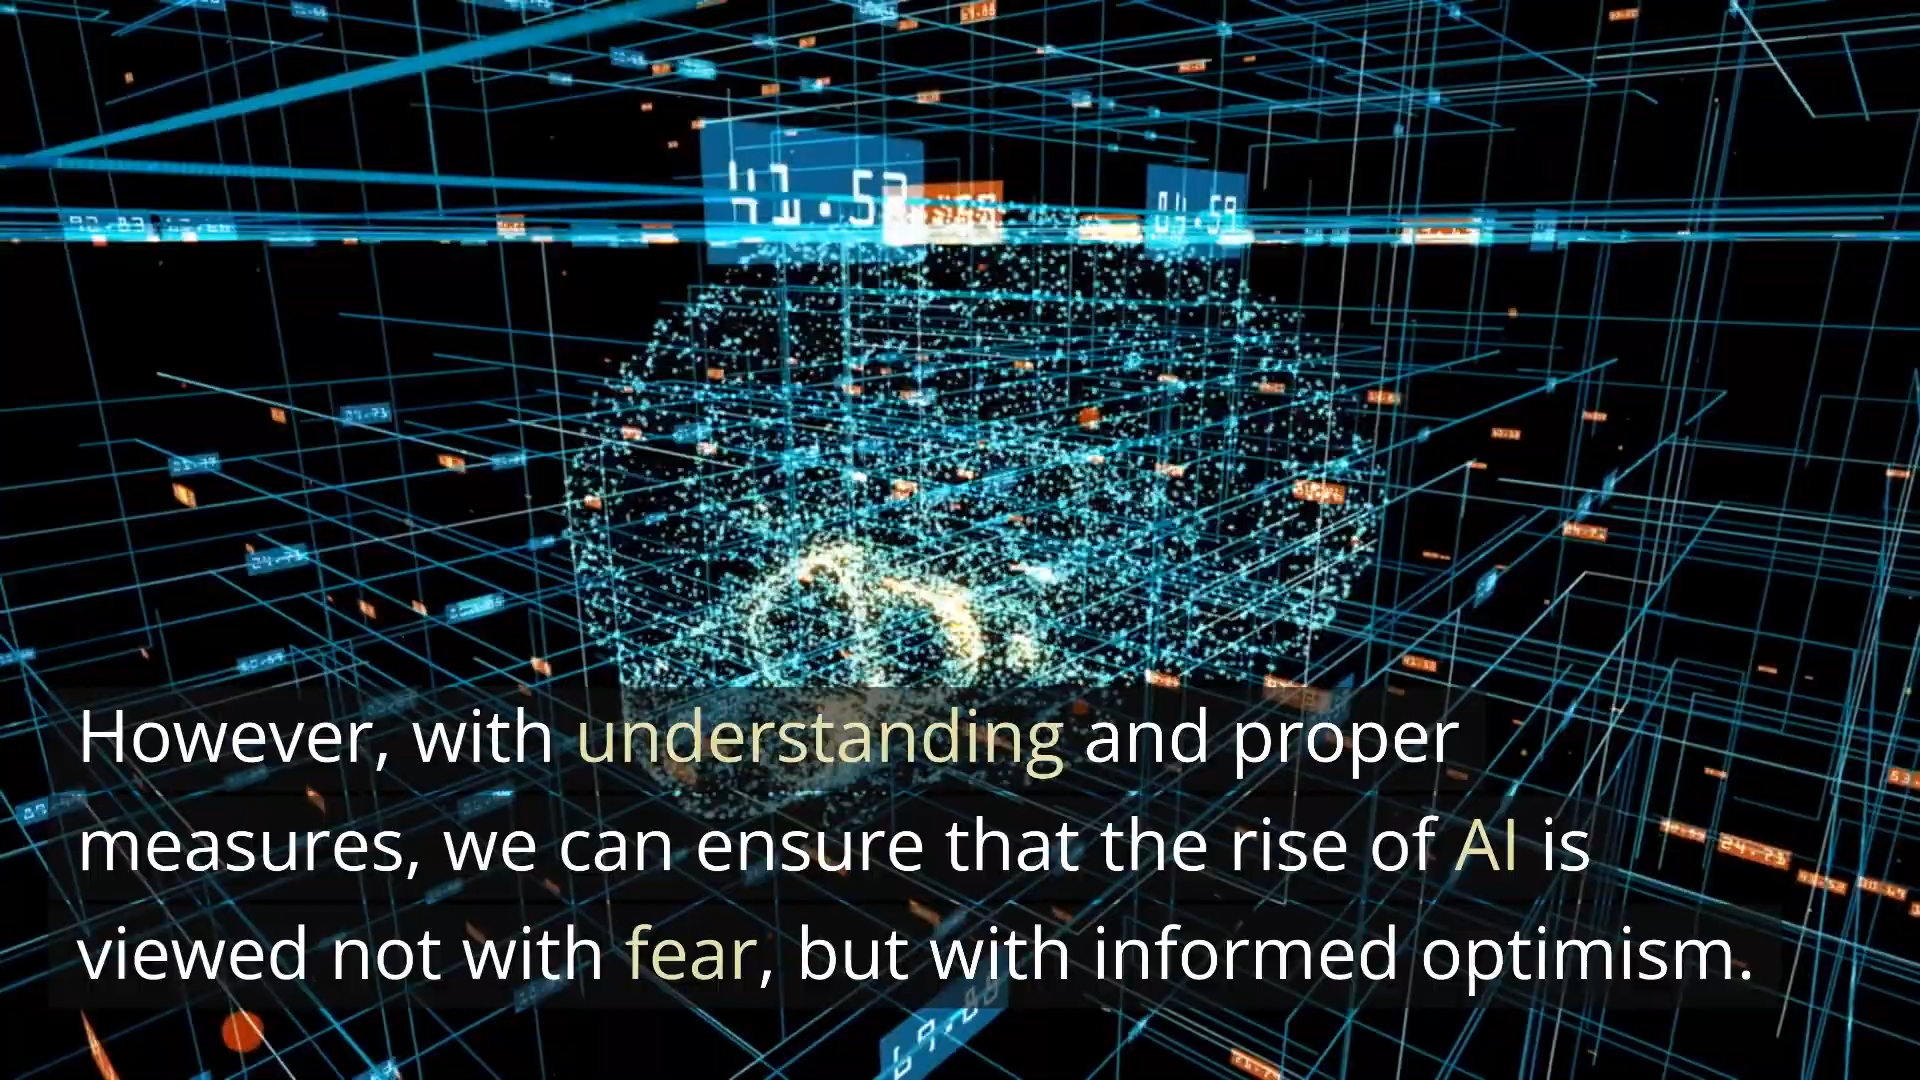 However, with understanding and proper
measures, we can ensure that the rise of AI is
viewed not with fear, but with informed optimism.